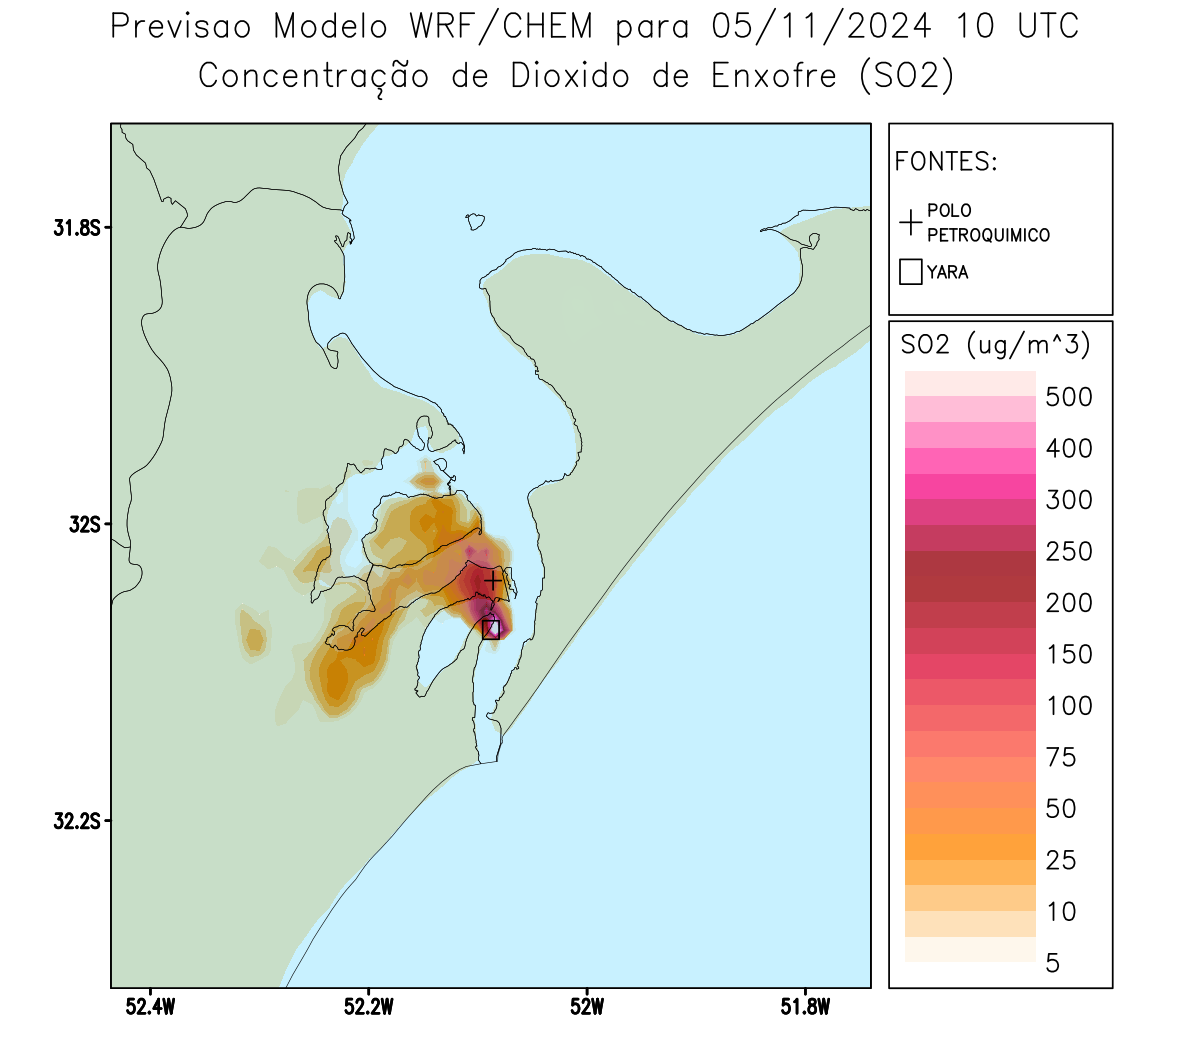 Previsao Modelo WRF/CHEM para 05/11/2024 10 UTC
Concentração de Dioxido de Enxofre (SO2)
FONTES:
POLO
PETROQUIMICO
YARA
SO2 (ug/m^3)
500
400
300
250
200
150
100
75
50
25
10
5
31.8S
32S
32.2S
52.4W
52.2W
52W
51.8W